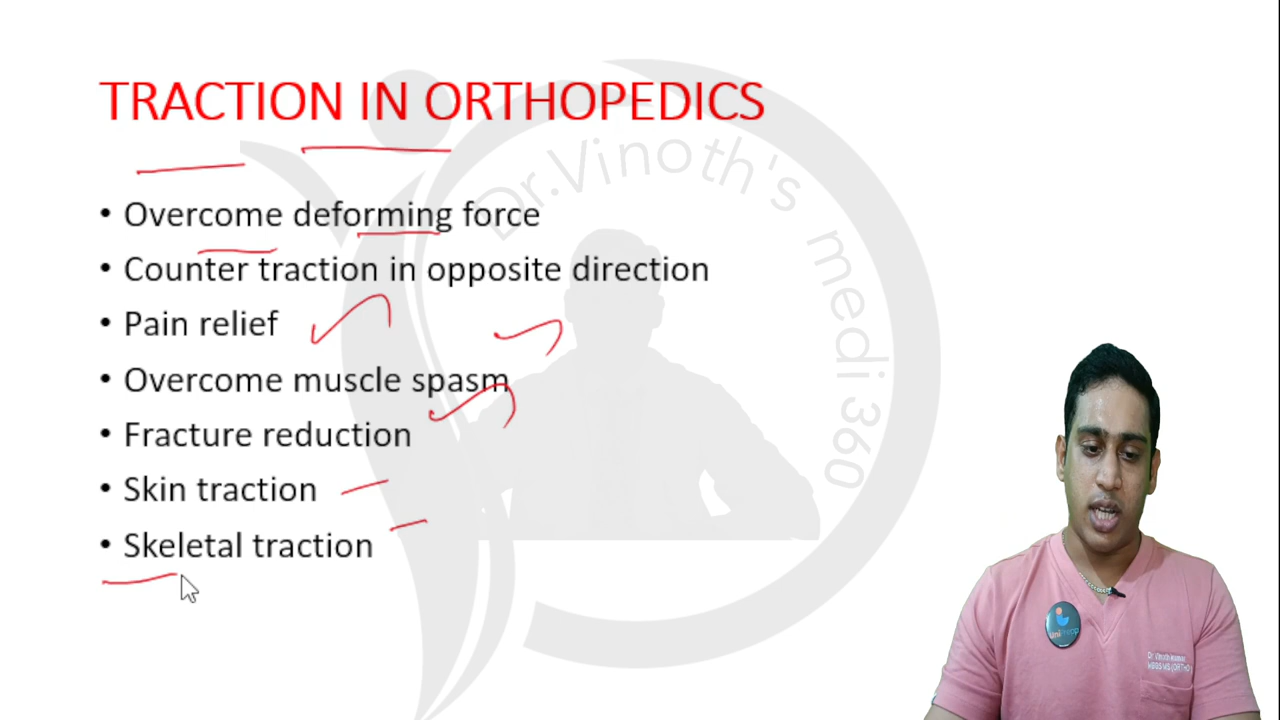 TRACTION IN ORTHOPEDICS
Dr.Vinoth's medi 360
• Overcome deforming force
• Counter traction in opposite direction
• Pain relief
• Overcome muscle spasm
• Fracture reduction
• Skin traction
• Skeletal traction